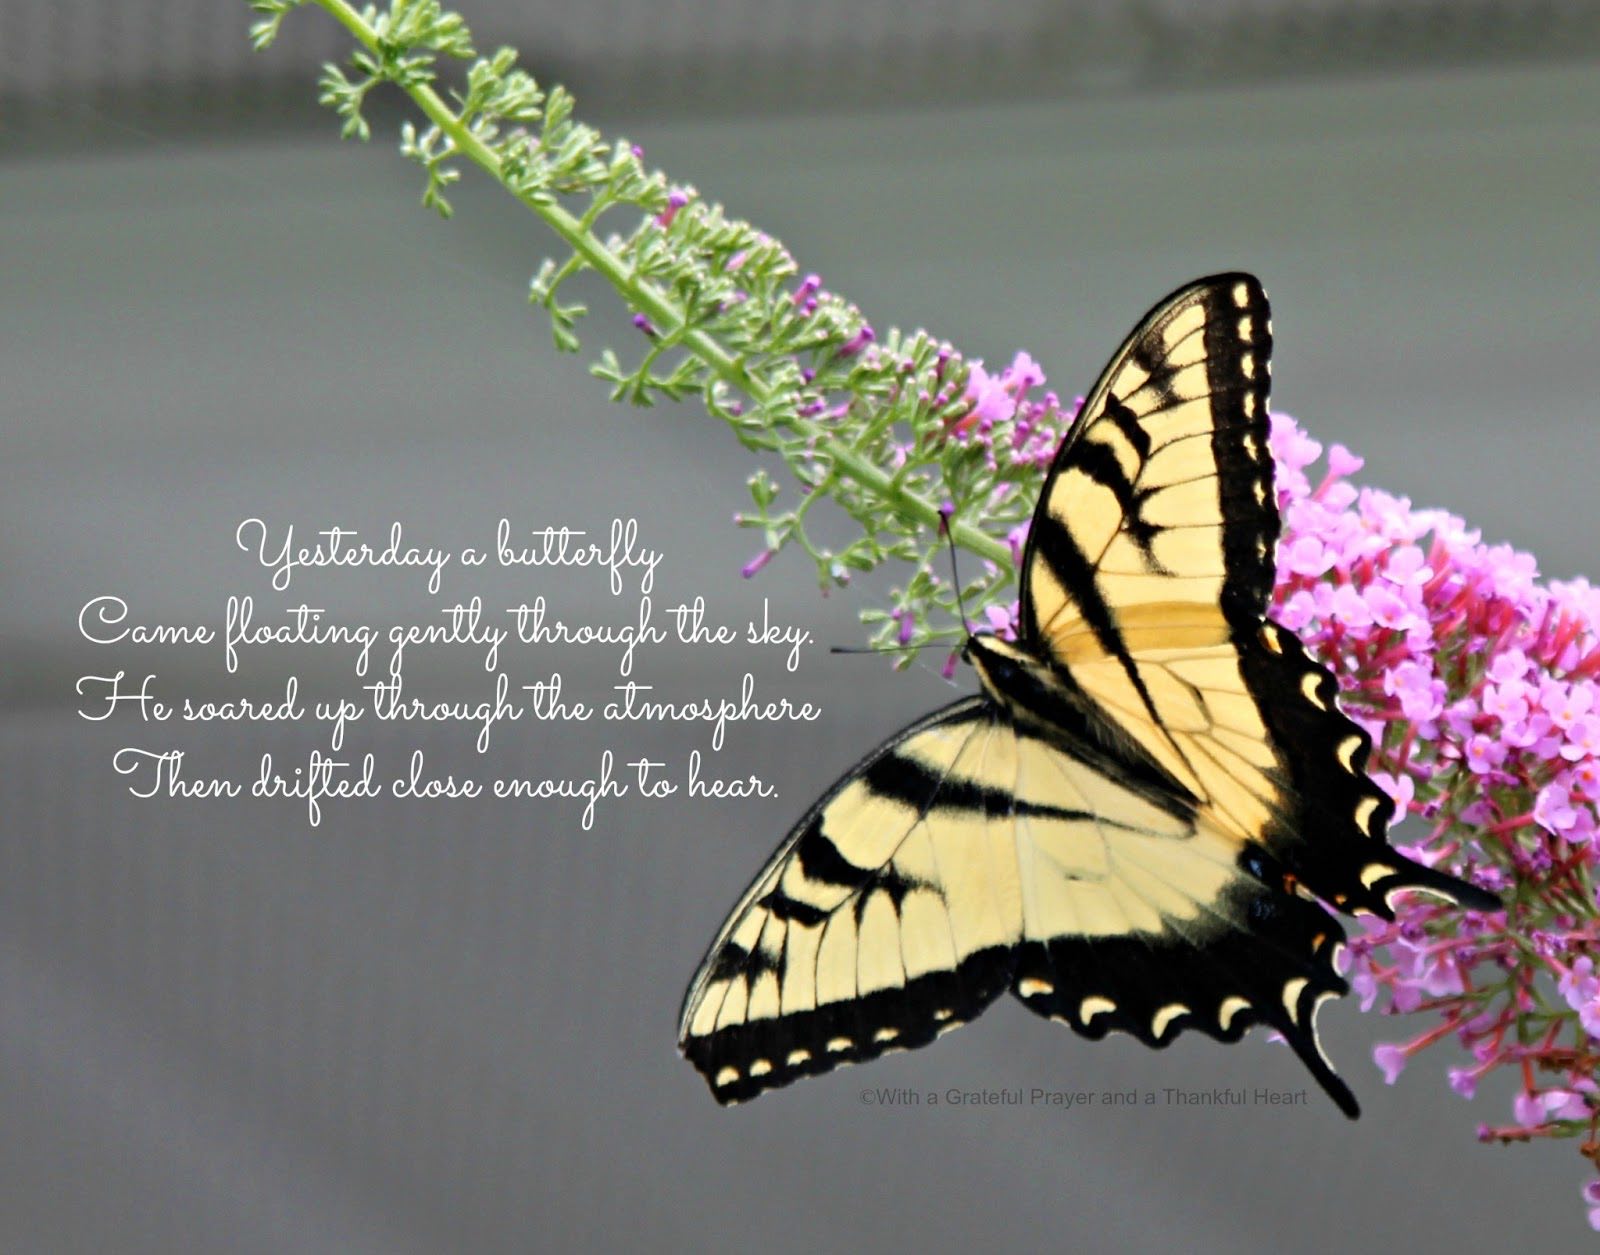 Yesterday a butterfly
Came floating gently through the sky.
He soared up through the atmosphere
Then drifted close enough to hear.
©With a Grateful Prayer and a Thankful Heart